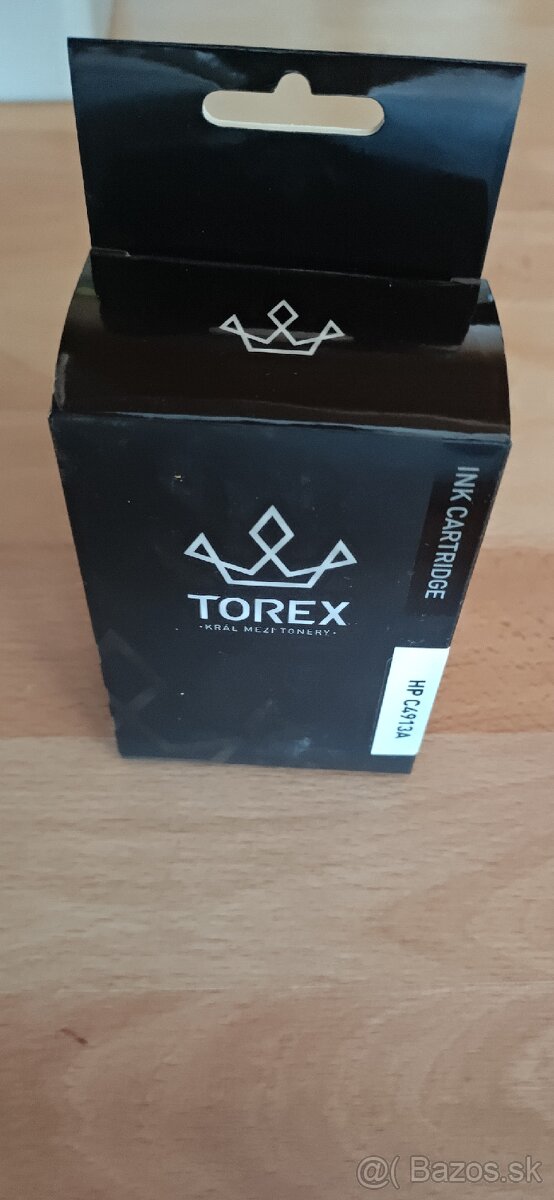 INK CARTRIDGE
TOREX
·KRÁL MEZI TONERY·
HP C4913A
@( Bazos.sk